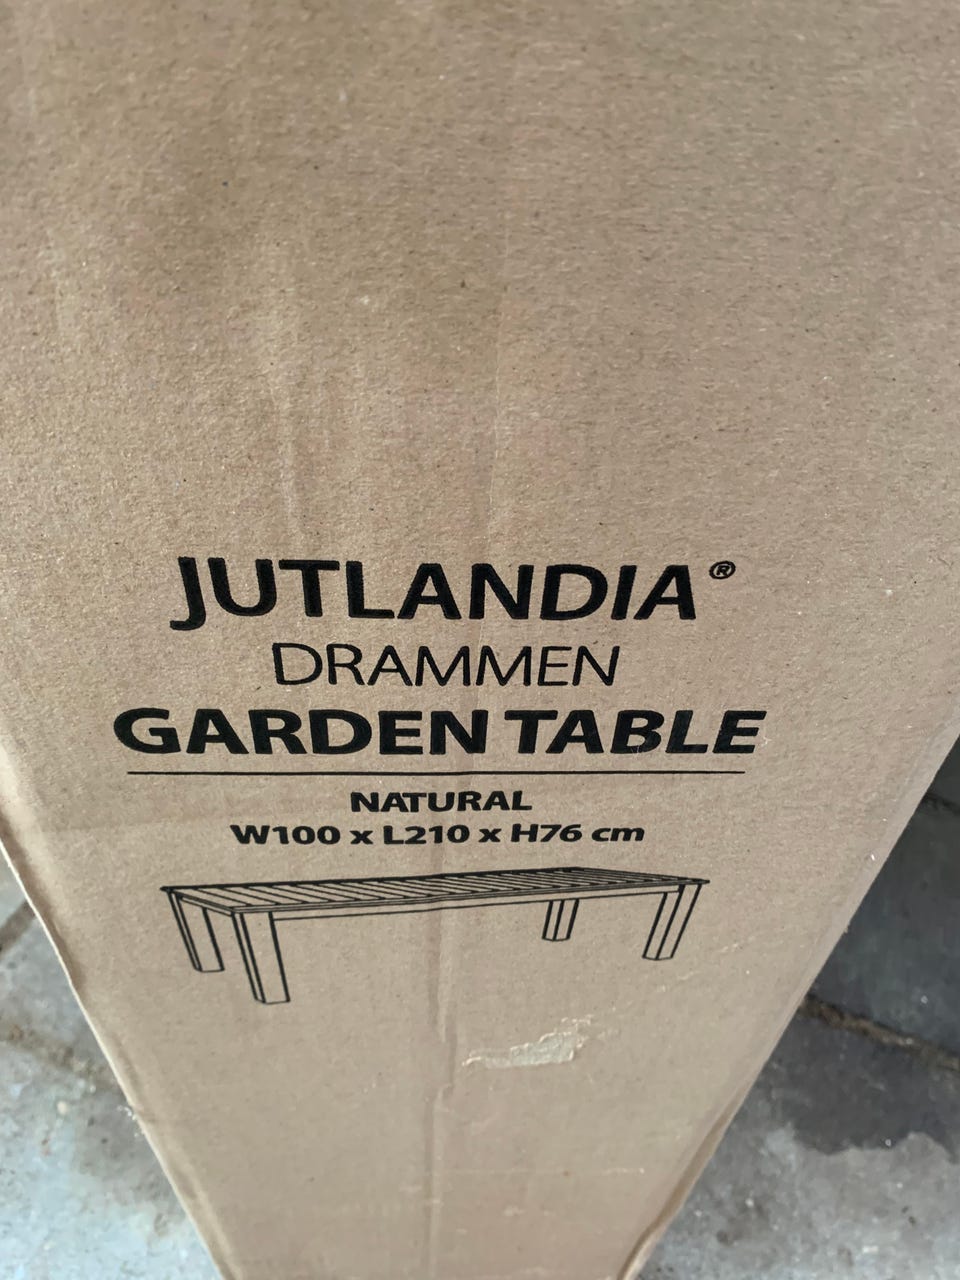 JUTLANDIA®
DRAMMEN
GARDEN TABLE
NATURAL
W100 x L210 x H76 cm